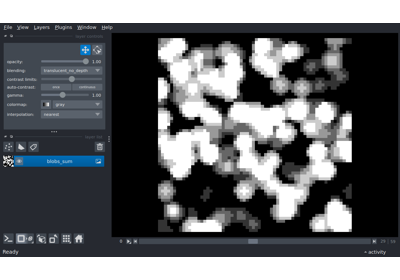 File View Layers Plugins Window Help
opacity: 1.00
blending: translucent_no_depth
contrast limits:
auto-contrast: once continuous
gamma: 1.00
colormap: gray
interpolation: nearest
blobs_sum
Ready
activity